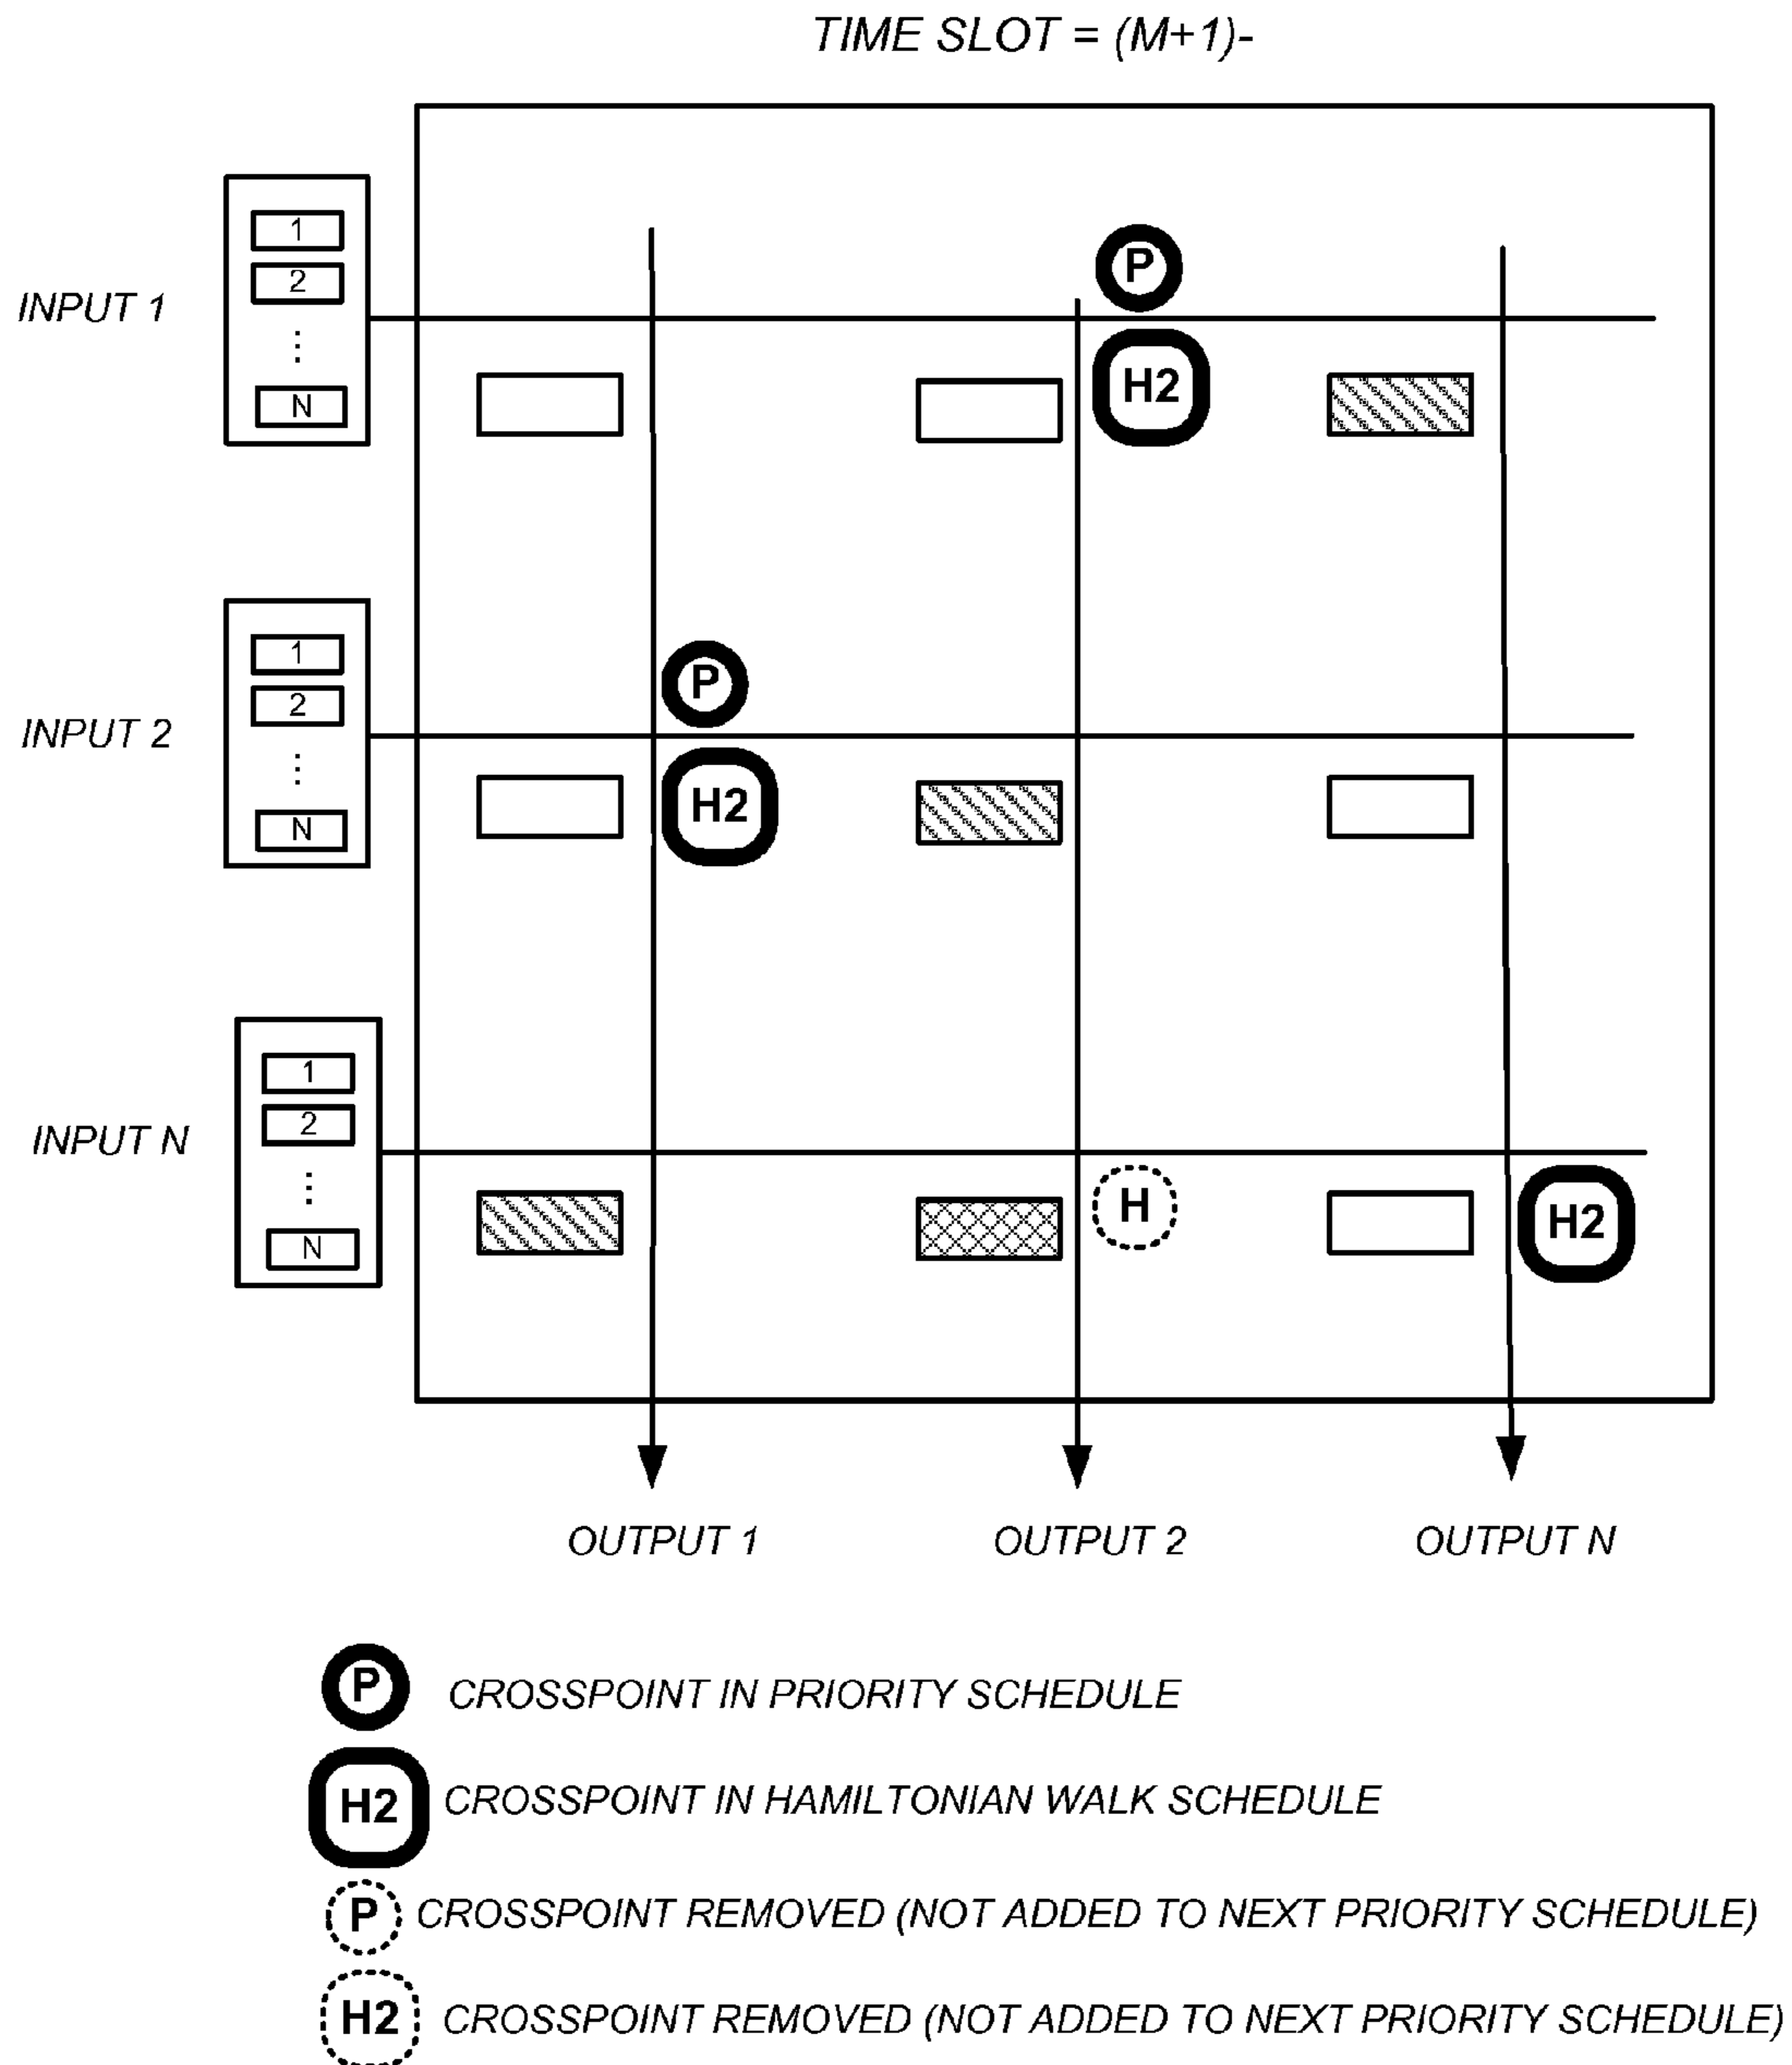 TIME SLOT = (M+1)-
1
2
⋮
N
INPUT 1
P
H2
1
2
⋮
N
INPUT 2
P
H2
1
2
⋮
N
INPUT N
H
H2
OUTPUT 1 OUTPUT 2 OUTPUT N
P CROSSPOINT IN PRIORITY SCHEDULE
H2 CROSSPOINT IN HAMILTONIAN WALK SCHEDULE
P CROSSPOINT REMOVED (NOT ADDED TO NEXT PRIORITY SCHEDULE)
H2 CROSSPOINT REMOVED (NOT ADDED TO NEXT PRIORITY SCHEDULE)